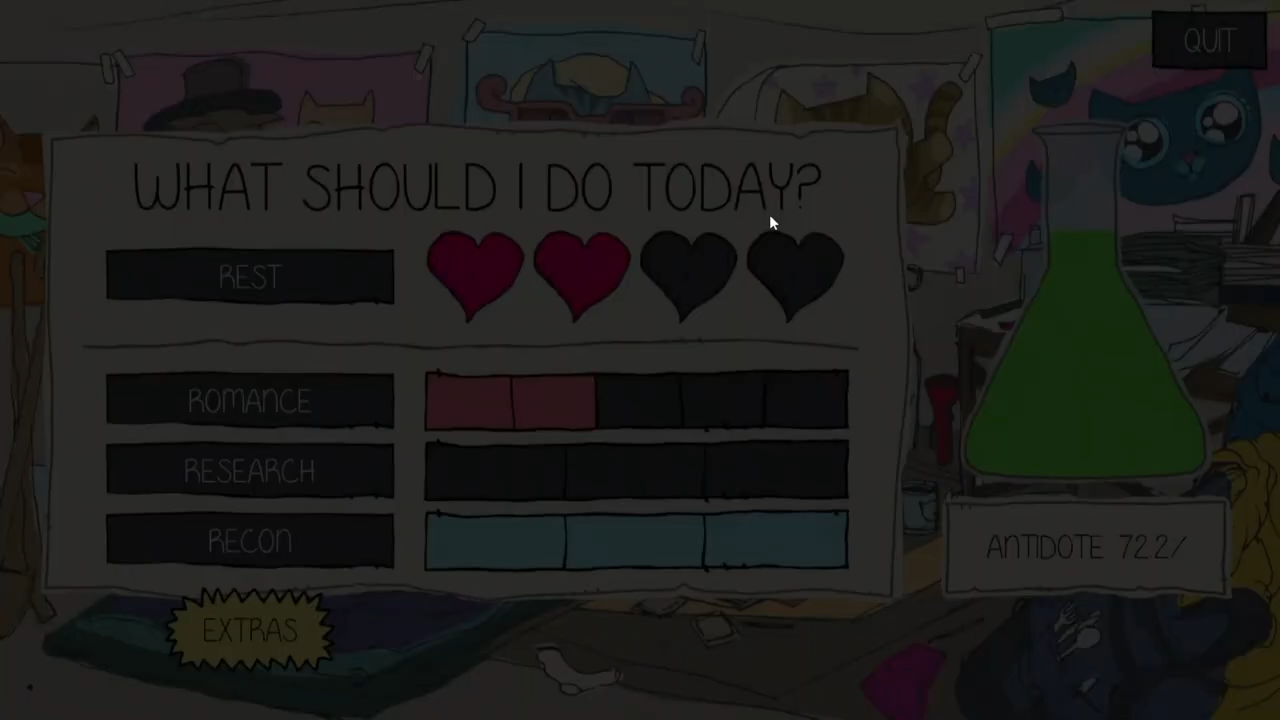 QUIT
WHAT SHOULD I DO TODAY?
REST
ROMANCE
RESEARCH
RECON
ANTIDOTE 72.2/
EXTRAS